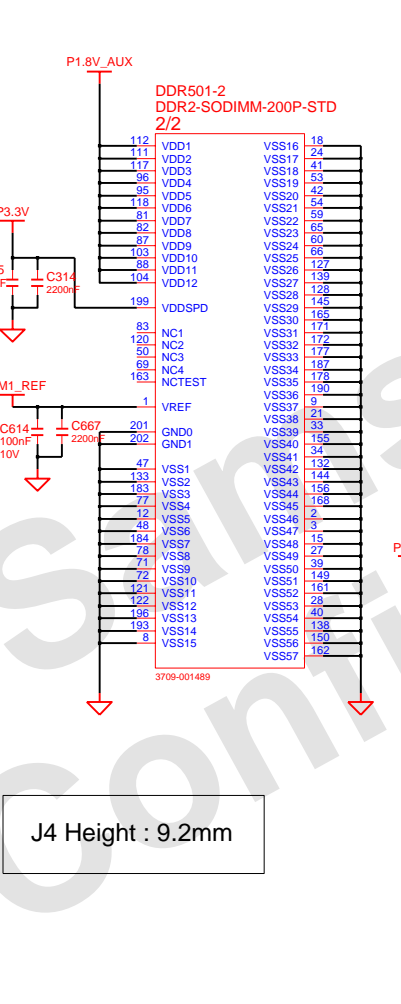 P1.8V_AUX
DDR501-2
DDR2-SODIMM-200P-STD
2/2
112 VDD1 VSS16 18
111 VDD2 VSS17 24
117 VDD3 VSS18 41
96 VDD4 VSS19 53
95 VDD5 VSS20 42
118 VDD6 VSS21 54
81 VDD7 VSS22 59
82 VDD8 VSS23 65
87 VDD9 VSS24 60
103 VDD10 VSS25 66
88 VDD11 VSS26 127
104 VDD12 VSS27 139
VSS28 128
199 VDDSPD VSS29 145
VSS30 165
83 NC1 VSS31 171
120 NC2 VSS32 172
50 NC3 VSS33 177
69 NC4 VSS34 187
163 NCTEST VSS35 178
VSS36 190
1 VREF VSS37 9
VSS38 21
201 GND0 VSS39 33
202 GND1 VSS40 155
VSS41 34
47 VSS1 VSS42 132
133 VSS2 VSS43 144
183 VSS3 VSS44 156
77 VSS4 VSS45 168
12 VSS5 VSS46 2
48 VSS6 VSS47 3
184 VSS7 VSS48 15
78 VSS8 VSS49 27
71 VSS9 VSS50 39
72 VSS10 VSS51 149
121 VSS11 VSS52 161
122 VSS12 VSS53 28
196 VSS13 VSS54 40
193 VSS14 VSS55 138
8 VSS15 VSS56 150
VSS57 162
3709-001489
P3.3V
C314
2200nF
M1_REF
C614
100nF
10V
C667
2200nF
J4 Height : 9.2mm
Sams
Confi